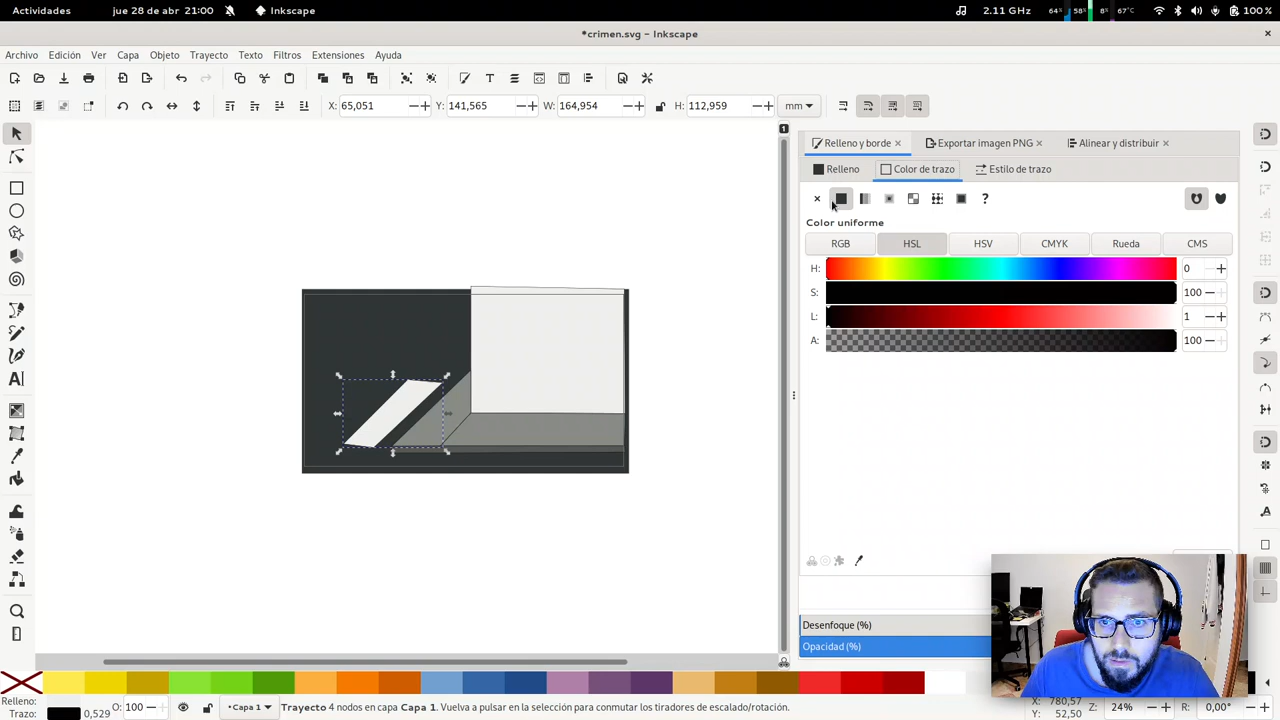 Actividades jue 28 de abr 21:00 Inkscape 2.11 GHz 64% 58% 8% 67°C 100 %
*crimen.svg – Inkscape
Archivo Edición Ver Capa Objeto Trayecto Texto Filtros Extensiones Ayuda
X: 65,051 Y: 141,565 W: 164,954 H: 112,959 mm
1
Relleno y borde Exportar imagen PNG Alinear y distribuir
Relleno Color de trazo Estilo de trazo
?
Color uniforme
RGB HSL HSV CMYK Rueda CMS
H: 0
S: 100
L: 1
A: 100
Desenfoque (%)
Opacidad (%)
Relleno:
Trazo: 0,529 O: 100 Capa 1 Trayecto 4 nodos en capa Capa 1. Vuelva a pulsar en la selección para conmutar los tiradores de escalado/rotación.
X: 780,57
Y: 52,50
Z: 24% R: 0,00°